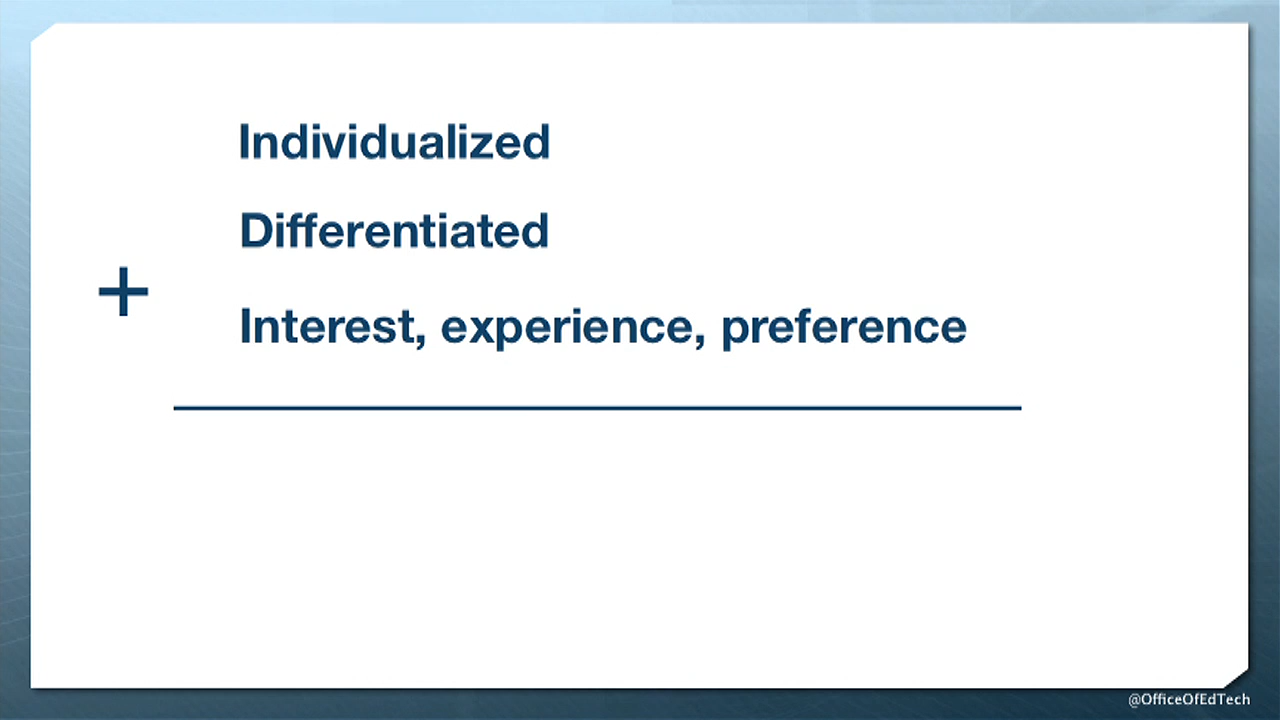 Individualized
Differentiated
+
Interest, experience, preference
@OfficeOfEdTech